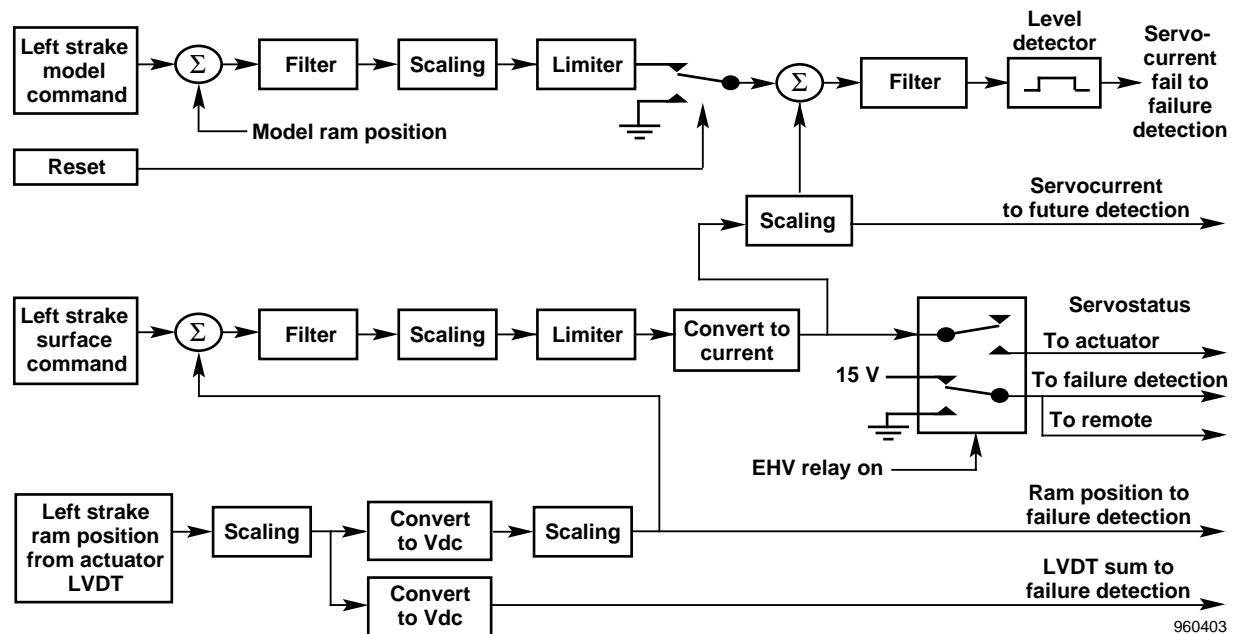 Left strake
model
command
Σ
Filter
Scaling
Limiter
Σ
Filter
Level
detector
Servo-
current
fail to
failure
detection
Model ram position
Reset
Scaling
Servocurrent
to future detection
Left strake
surface
command
Σ
Filter
Scaling
Limiter
Convert to
current
Servostatus
To actuator
15 V
To failure detection
To remote
EHV relay on
Left strake
ram position
from actuator
LVDT
Scaling
Convert
to Vdc
Scaling
Ram position to
failure detection
Convert
to Vdc
LVDT sum to
failure detection
960403